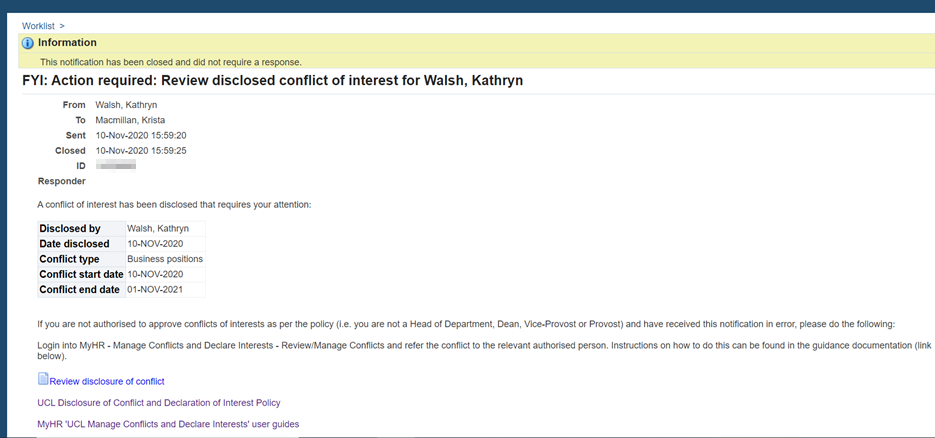 Worklist >
Information
This notification has been closed and did not require a response.
FYI: Action required: Review disclosed conflict of interest for Walsh, Kathryn
From Walsh, Kathryn
To Macmillan, Krista
Sent 10-Nov-2020 15:59:20
Closed 10-Nov-2020 15:59:25
ID
Responder
A conflict of interest has been disclosed that requires your attention:
Disclosed by Walsh, Kathryn
Date disclosed 10-NOV-2020
Conflict type Business positions
Conflict start date 10-NOV-2020
Conflict end date 01-NOV-2021
If you are not authorised to approve conflicts of interests as per the policy (i.e. you are not a Head of Department, Dean, Vice-Provost or Provost) and have received this notification in error, please do the following:
Login into MyHR - Manage Conflicts and Declare Interests - Review/Manage Conflicts and refer the conflict to the relevant authorised person. Instructions on how to do this can be found in the guidance documentation (link
below).
Review disclosure of conflict
UCL Disclosure of Conflict and Declaration of Interest Policy
MyHR 'UCL Manage Conflicts and Declare Interests' user guides